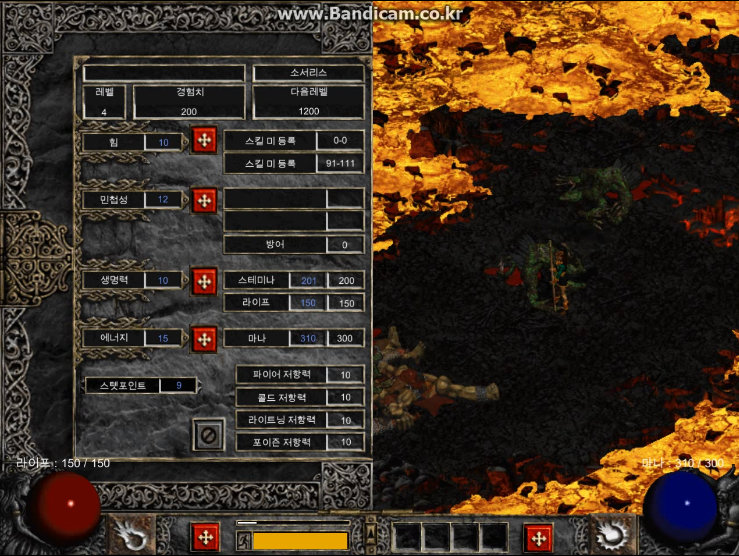 www.Bandicam.co.kr
소서리스
레벨 경험치 다음레벨
4 200 1200
힘 10 스킬 미 등록 0-0
스킬 미 등록 91-111
민첩성 12
방어 0
생명력 10 스테미나 201 200
라이프 150 150
에너지 15 마나 310 300
파이어 저항력 10
스텟포인트 9
콜드 저항력 10
라이트닝 저항력 10
포이즌 저항력 10
라이프 : 150 / 150 마나 : 310 / 300